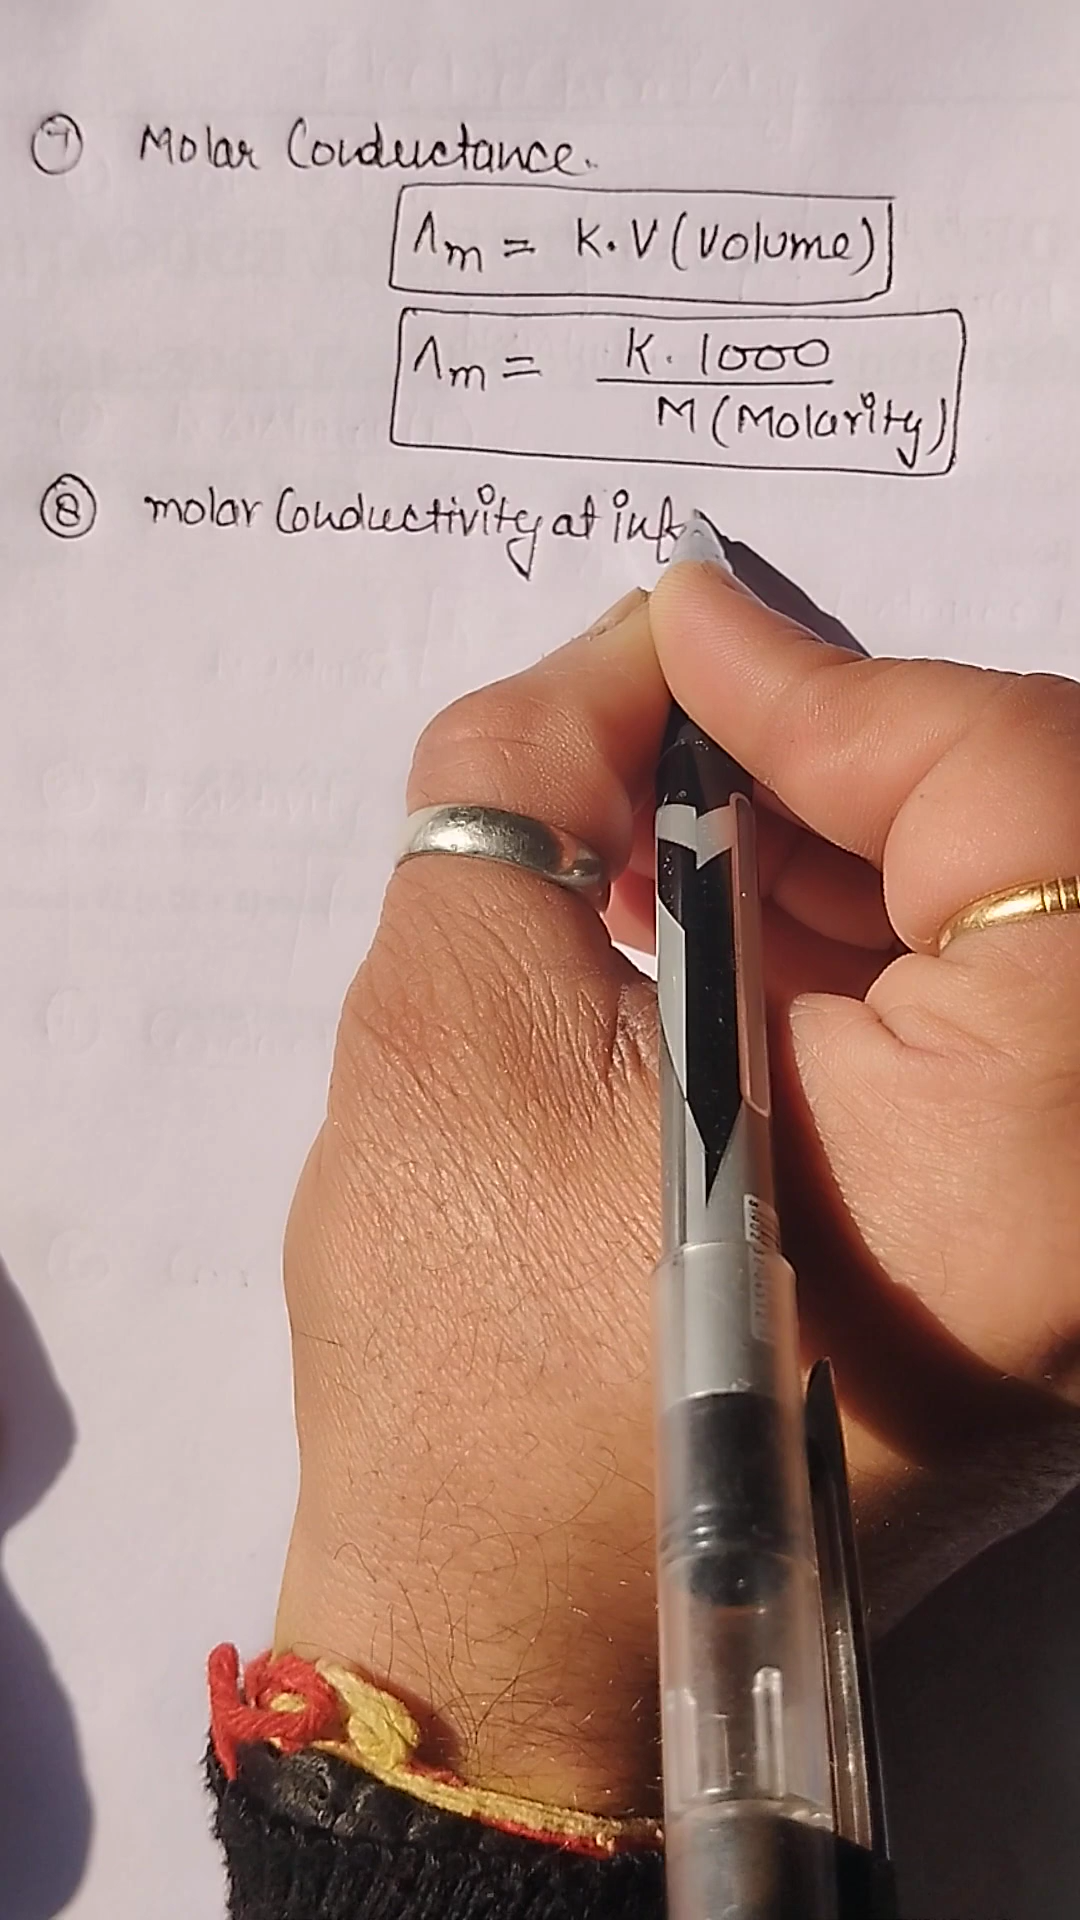 ⑦ Molar Conductance.
Λm = K.V (Volume)
Λm = K. 1000
M (Molarity)
⑧ molar Conductivity at inf